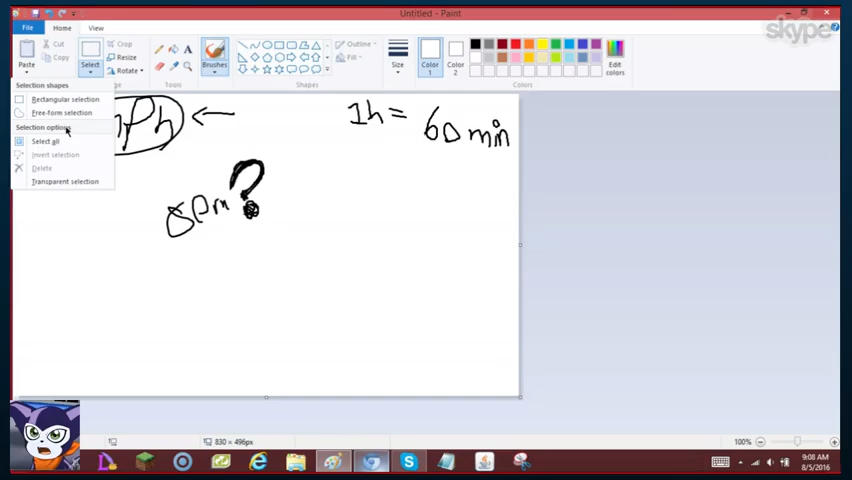 Untitled - Paint
skype
File
Home
View
Paste
Cut
Copy
Select
Crop
Resize
Rotate
Brushes
Shapes
Outline
Fill
Size
Color
1
Color
2
Edit
colors
Colors
Selection shapes
Rectangular selection
Free-form selection
Selection options
Select all
Invert selection
Delete
Transparent selection
1h = 60 min
?
830 × 496px
100%
9:08 AM
8/5/2016